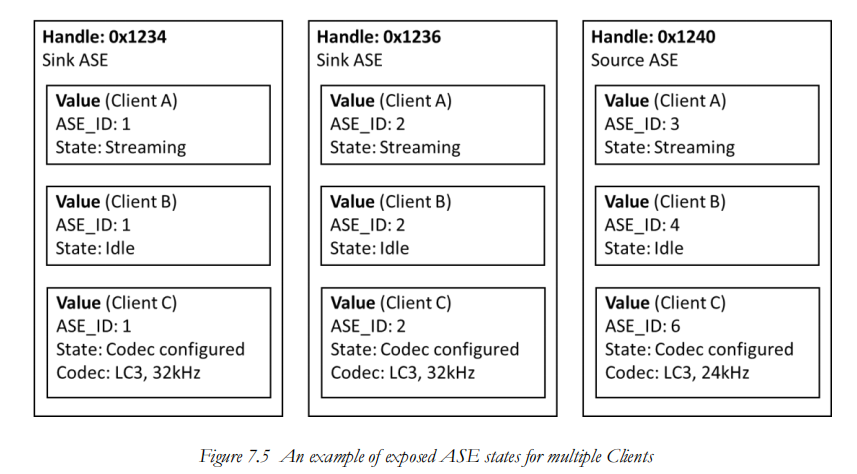 Handle: 0x1234
Sink ASE
Value (Client A)
ASE_ID: 1
State: Streaming
Value (Client B)
ASE_ID: 1
State: Idle
Value (Client C)
ASE_ID: 1
State: Codec configured
Codec: LC3, 32kHz
Handle: 0x1236
Sink ASE
Value (Client A)
ASE_ID: 2
State: Streaming
Value (Client B)
ASE_ID: 2
State: Idle
Value (Client C)
ASE_ID: 2
State: Codec configured
Codec: LC3, 32kHz
Handle: 0x1240
Source ASE
Value (Client A)
ASE_ID: 3
State: Streaming
Value (Client B)
ASE_ID: 4
State: Idle
Value (Client C)
ASE_ID: 6
State: Codec configured
Codec: LC3, 24kHz
Figure 7.5 An example of exposed ASE states for multiple Clients